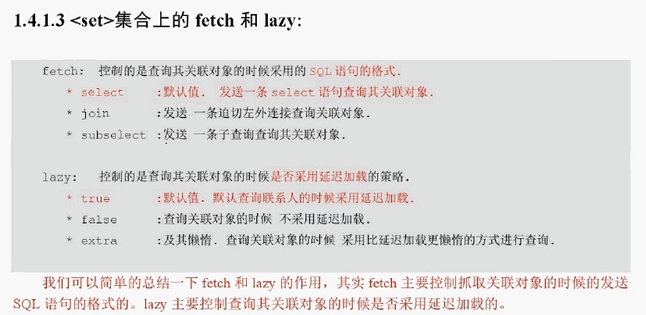 1.4.1.3 <set>集合上的 fetch 和 lazy:
fetch: 控制的是查询其关联对象的时候采用的 SQL 语句的格式.
* select :默认值. 发送一条 select 语句查询其关联对象.
* join :发送 一条迫切左外连接查询关联对象.
* subselect :发送 一条子查询查询其关联对象.
lazy: 控制的是查询其关联对象的时候是否采用延迟加载的策略.
* true :默认值. 默认查询联系人的时候采用延迟加载.
* false :查询关联对象的时候 不采用延迟加载.
* extra :及其懒惰. 查询关联对象的时候 采用比延迟加载更懒惰的方式进行查询.
我们可以简单的总结一下 fetch 和 lazy 的作用，其实 fetch 主要控制抓取关联对象的时候的发送
SQL 语句的格式的。lazy 主要控制查询其关联对象的时候是否采用延迟加载的。